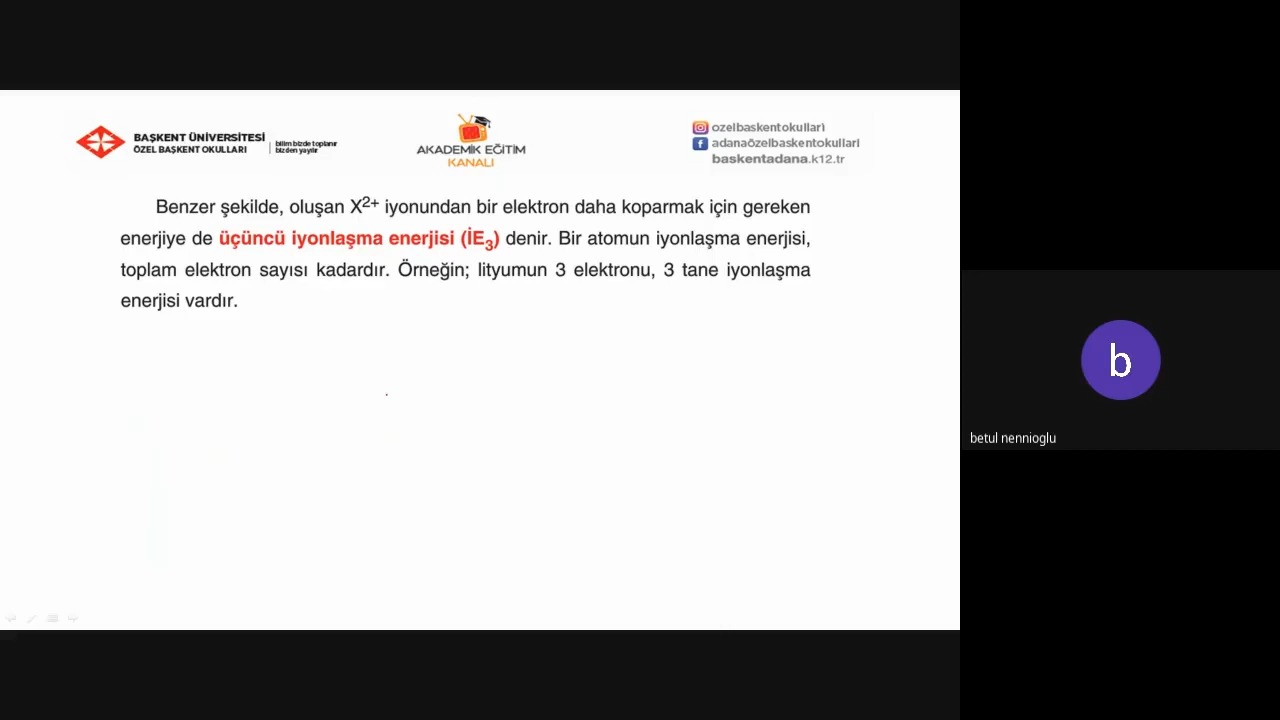 BAŞKENT ÜNİVERSİTESİ
ÖZEL BAŞKENT OKULLARI
bilim bizde toplanır
bizden yayılır
AKADEMİK EĞİTİM
KANALI
ozelbaskentokullari
adanaözelbaskentokullari
baskentadana.k12.tr
Benzer şekilde, oluşan X2+ iyonundan bir elektron daha koparmak için gereken
enerjiye de üçüncü iyonlaşma enerjisi (İE3) denir. Bir atomun iyonlaşma enerjisi,
toplam elektron sayısı kadardır. Örneğin; lityumun 3 elektronu, 3 tane iyonlaşma
enerjisi vardır.
b
betul nennioglu